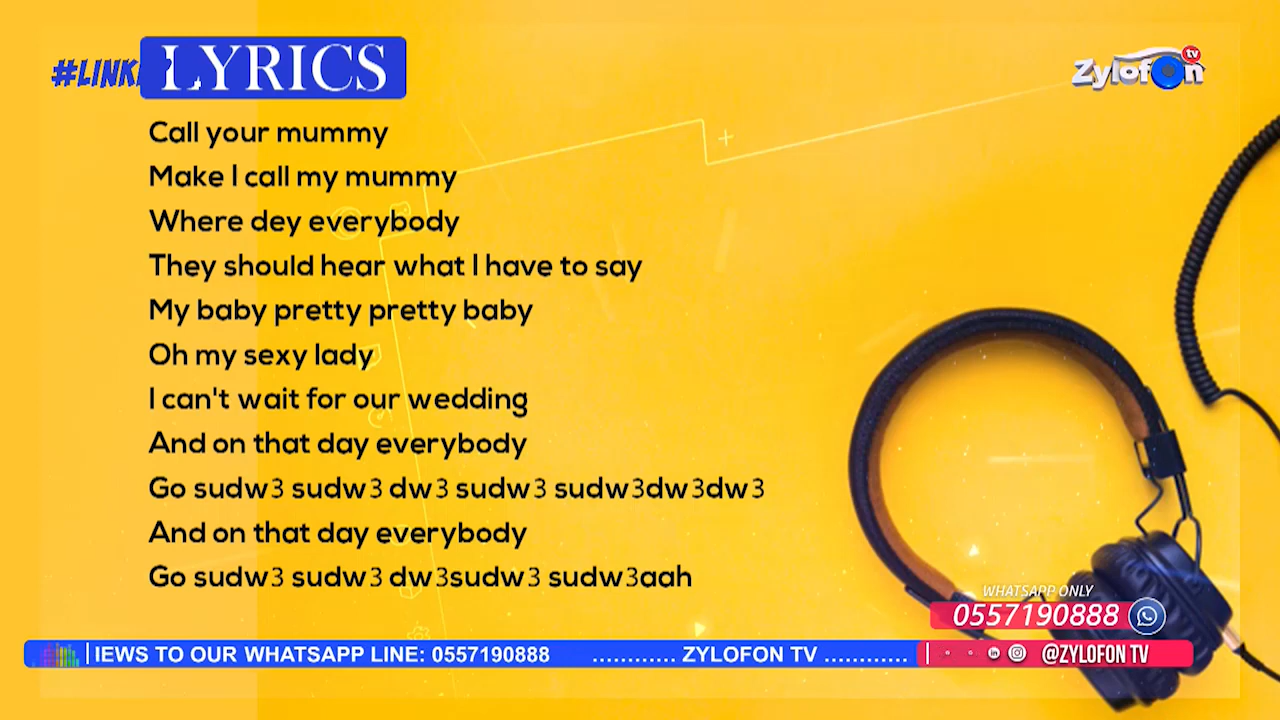 #LINK
LYRICS
Zylofon tv
Call your mummy
Make I call my mummy
Where dey everybody
They should hear what I have to say
My baby pretty pretty baby
Oh my sexy lady
I can't wait for our wedding
And on that day everybody
Go sudw3 sudw3 dw3 sudw3 sudw3dw3dw3
And on that day everybody
Go sudw3 sudw3 dw3sudw3 sudw3aah
WHATSAPP ONLY
0557190888
IEWS TO OUR WHATSAPP LINE: 0557190888 ............ ZYLOFON TV ............
@ZYLOFON TV